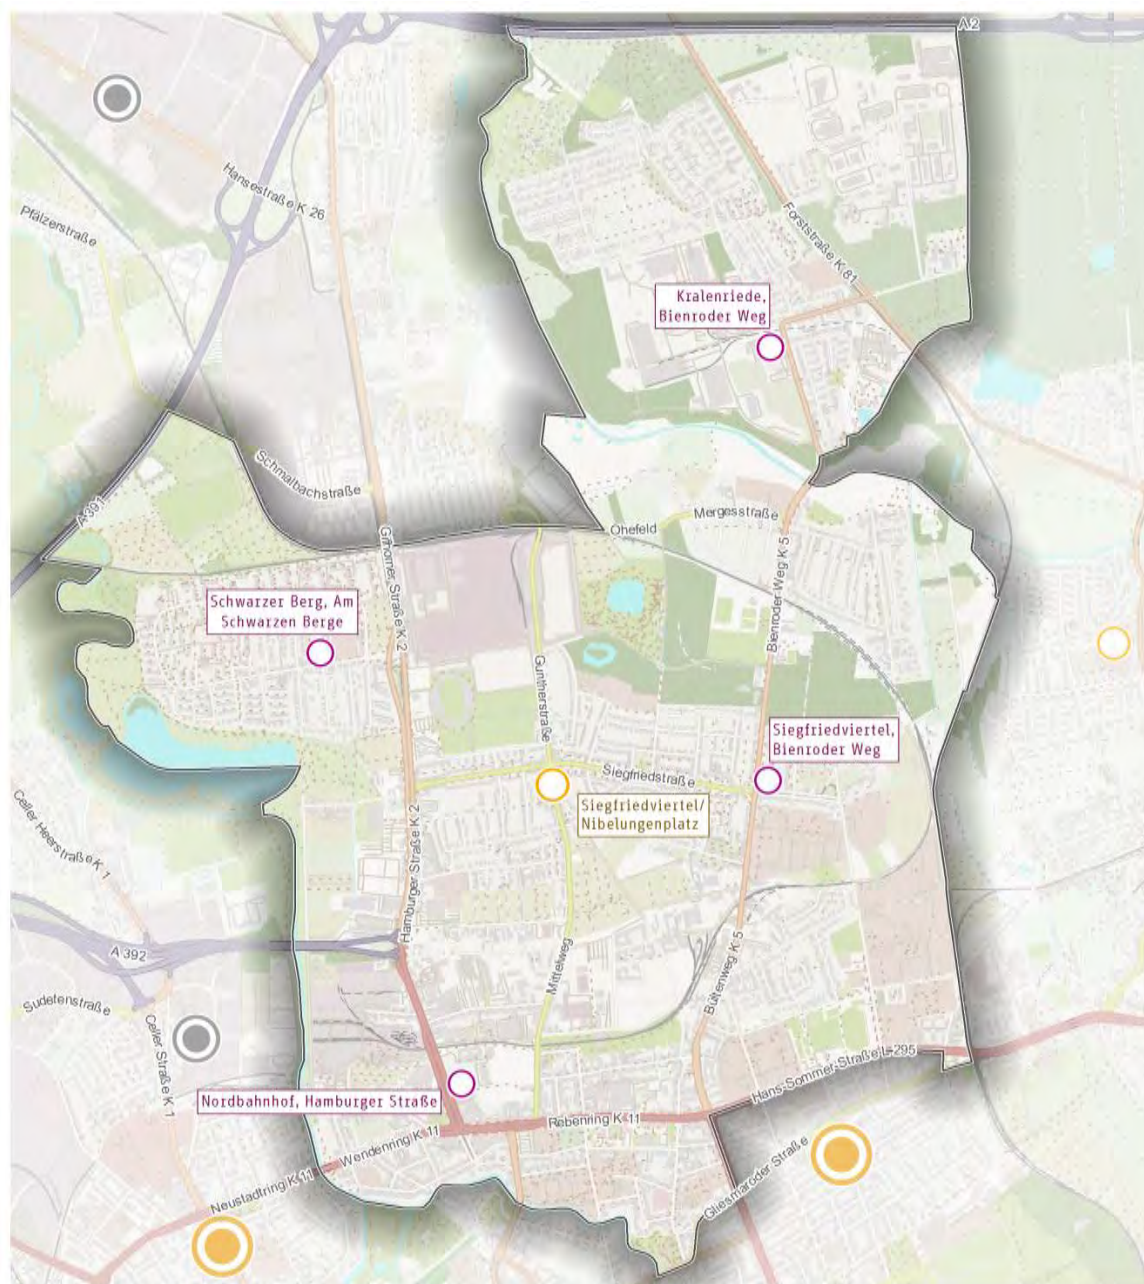 A 2
Hansestraße K 26
Pfälzerstraße
Forststraße K 81
Kralenriede,
Bienroder Weg
Schmalbachstraße
A 391
Mergesstraße
Ohefeld
Gifhorner Straße K 2
Bienroder Weg K 5
Schwarzer Berg, Am
Schwarzen Berge
Guntherstraße
Siegfriedviertel,
Bienroder Weg
Siegfriedstraße
Siegfriedviertel/
Nibelungenplatz
Celler Heerstraße K 1
Hamburger Straße K 2
A 392
Mittelweg
Bültenweg K 5
Sudetenstraße
Celler Straße K 1
Hans-Sommer-Straße L 295
Nordbahnhof, Hamburger Straße
Rebenring K 11
Wendenring K 11
Gliesmaroder Straße
Neustadtring K 11